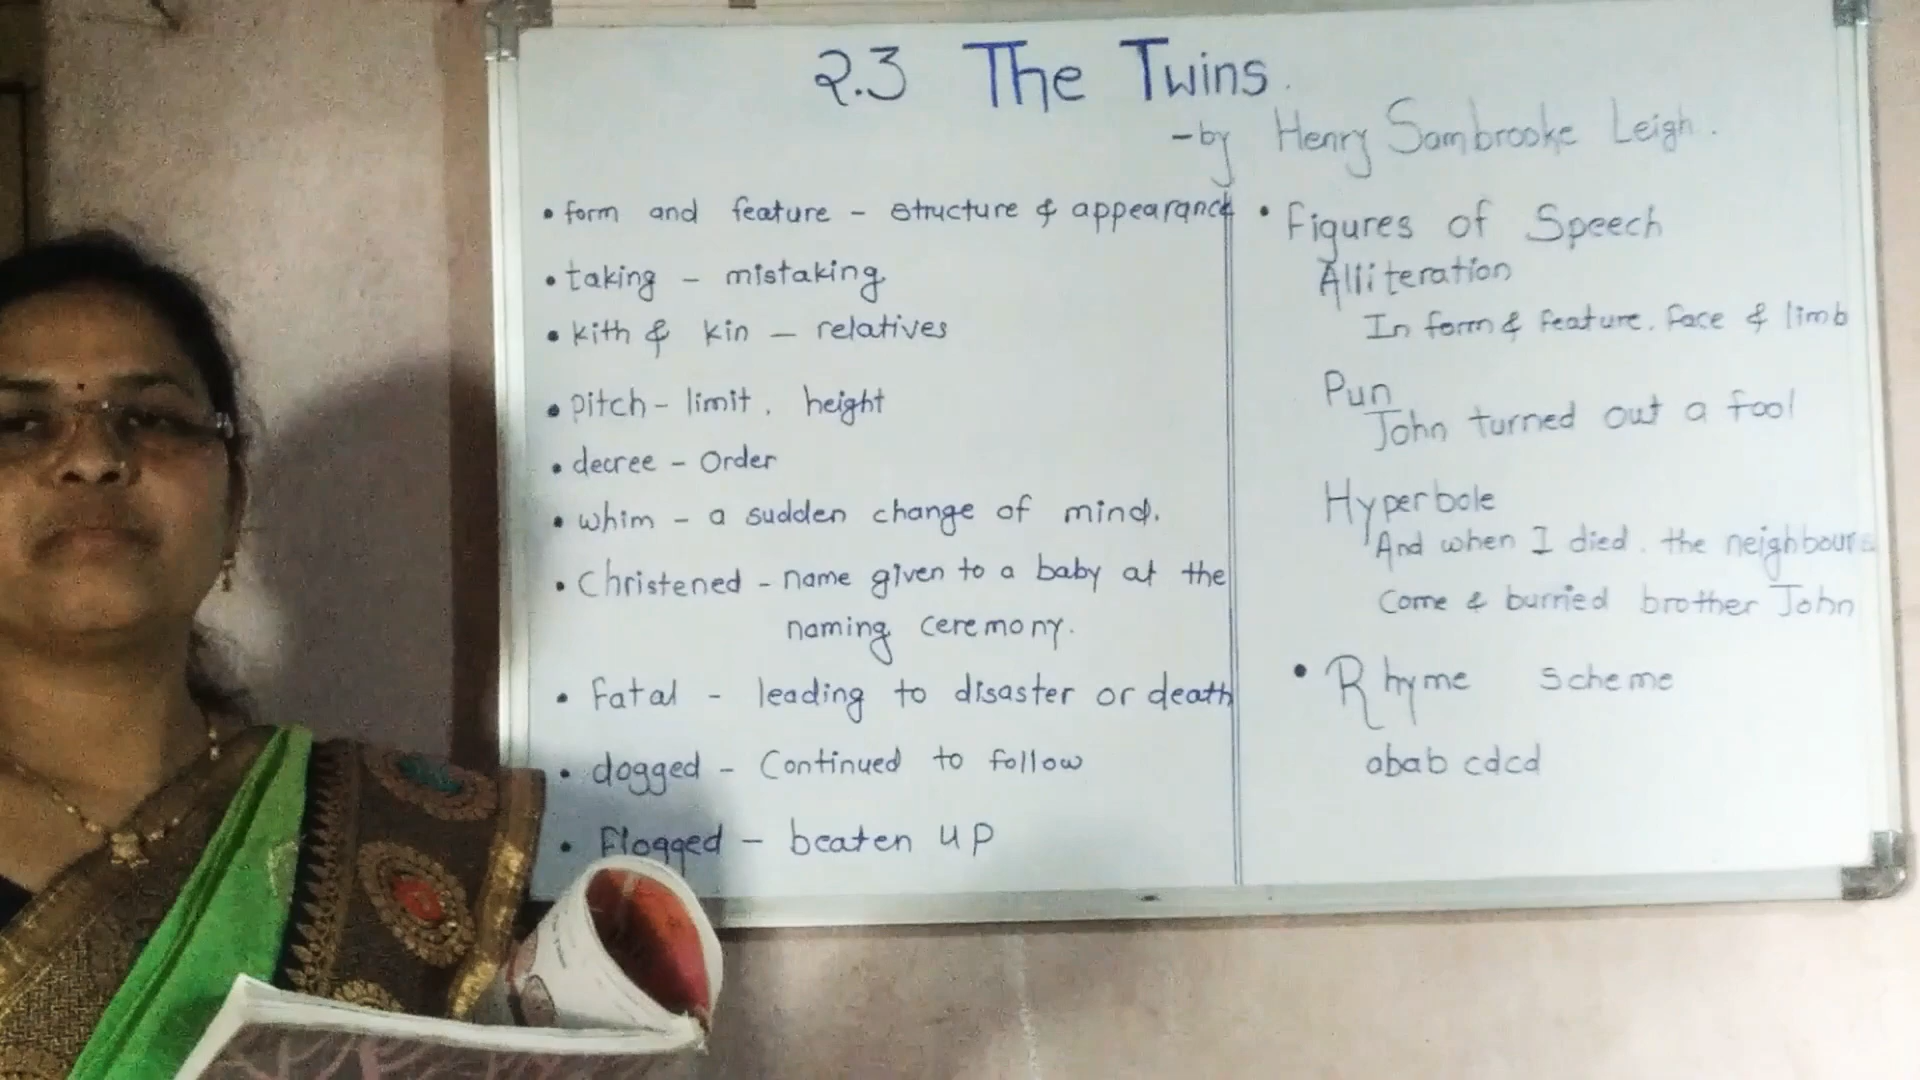 2.3 The Twins.
-by Henry Sambrooke Leigh.
• form and feature - structure & appearance
• taking - mistaking
• kith & kin - relatives
• pitch - limit, height
• decree - Order
• whim - a sudden change of mind.
• Christened - name given to a baby at the
naming ceremony.
• Fatal - leading to disaster or death
• dogged - Continued to follow
• Flogged - beaten up
• Figures of Speech
Alliteration
In form & feature, face & limb
Pun
John turned out a fool
Hyperbole
And when I died, the neighbours
Come & burried brother John
• Rhyme scheme
abab cdcd